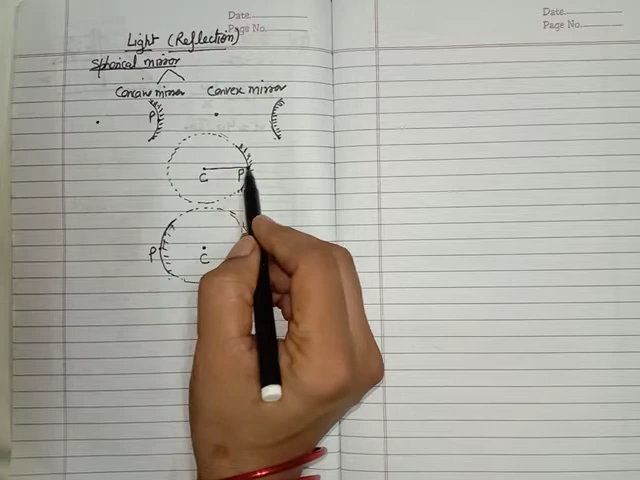 Date
Page No.
Date
Page No.
Light (Reflection)
Spherical mirror
Concave mirror Convex mirror
P
C P
P C